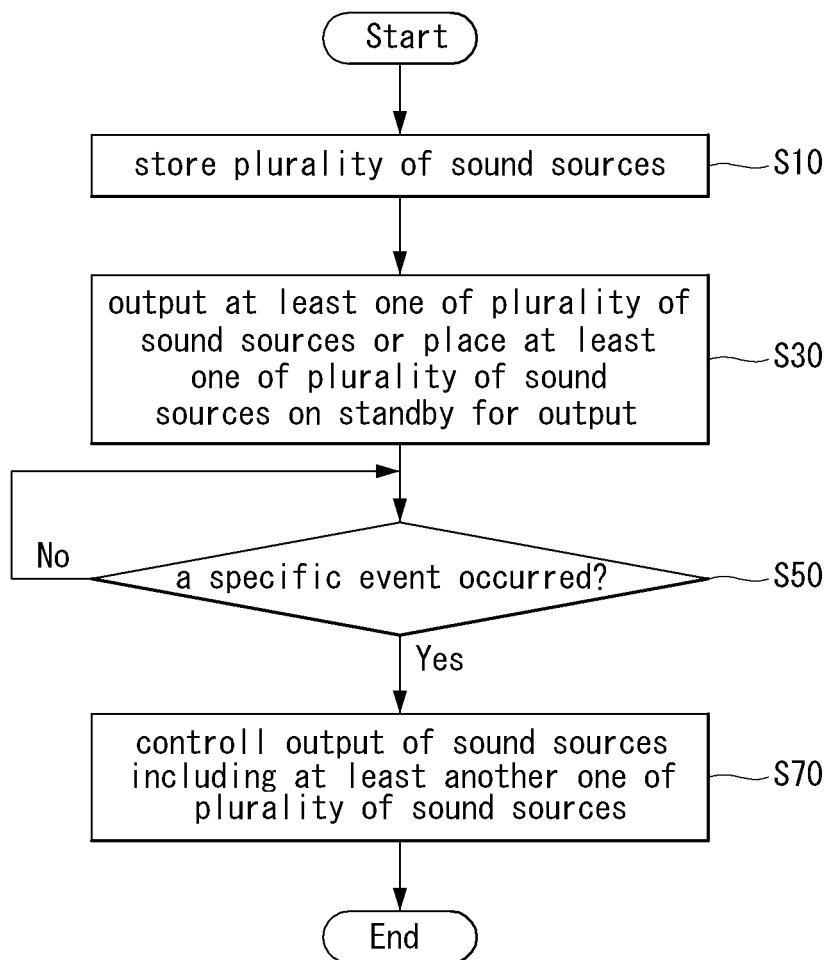 Start
store plurality of sound sources
S10
output at least one of plurality of
sound sources or place at least
one of plurality of sound
sources on standby for output
S30
No
a specific event occurred?
S50
Yes
controll output of sound sources
including at least another one of
plurality of sound sources
S70
End